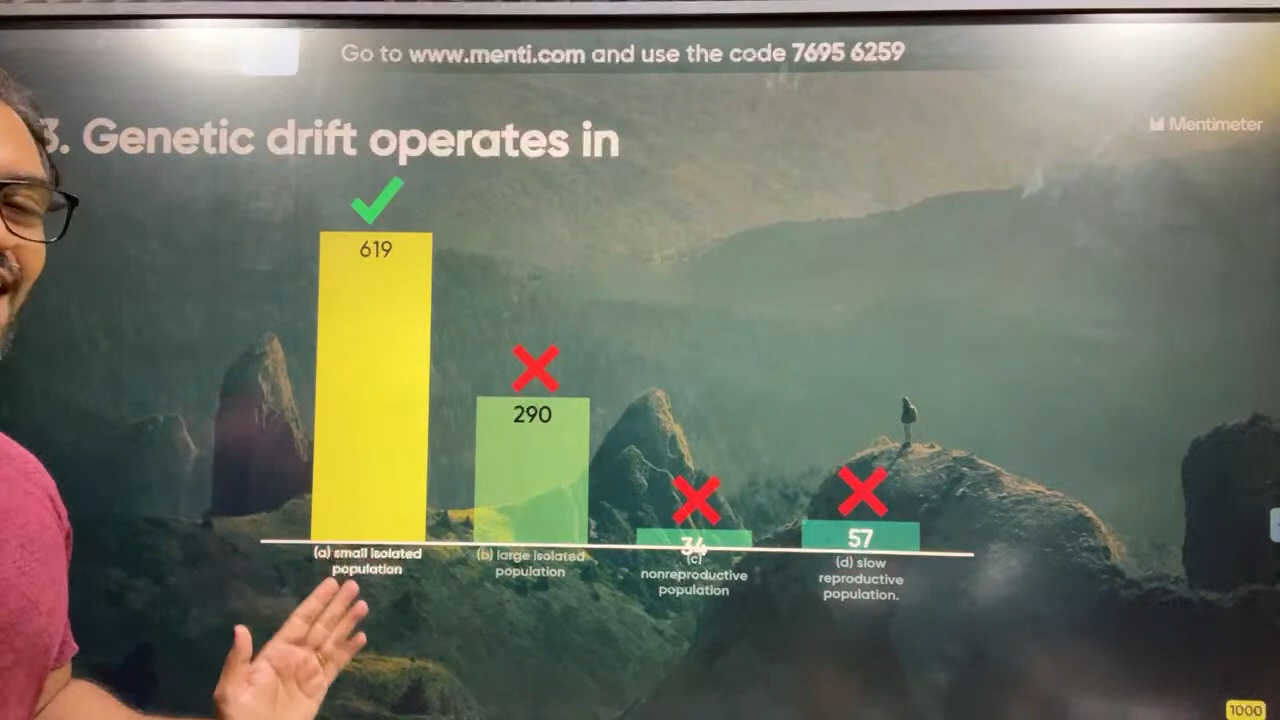 Go to www.menti.com and use the code 7695 6259
3. Genetic drift operates in
Mentimeter
619
290
34
57
(a) small isolated
population
(b) large isolated
population
(c)
nonreproductive
population
(d) slow
reproductive
population.
1000